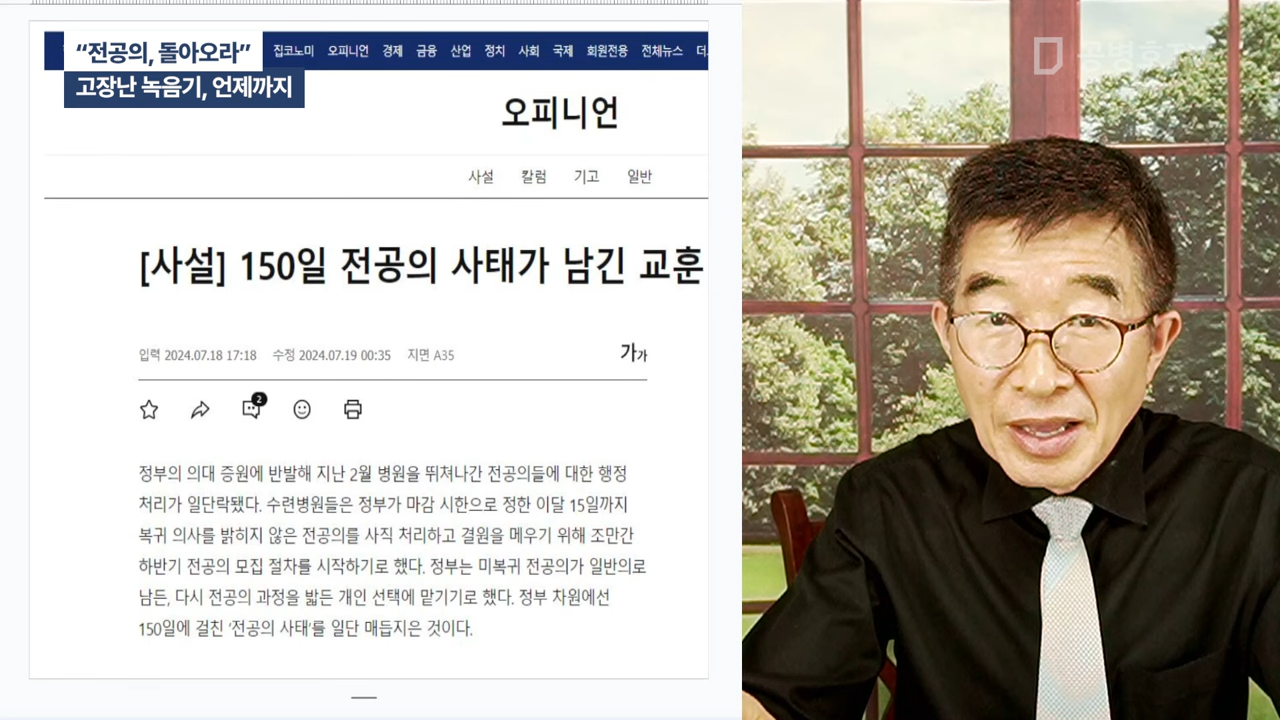 “전공의, 돌아오라”
고장난 녹음기, 언제까지
집코노미 오피니언 경제 금융 산업 정치 사회 국제 회원전용 전체뉴스 더.
오피니언
사설 칼럼 기고 일반
[사설] 150일 전공의 사태가 남긴 교훈
입력 2024.07.18 17:18 수정 2024.07.19 00:35 지면 A35
가가
2
정부의 의대 증원에 반발해 지난 2월 병원을 뛰쳐나간 전공의들에 대한 행정
처리가 일단락됐다. 수련병원들은 정부가 마감 시한으로 정한 이달 15일까지
복귀 의사를 밝히지 않은 전공의를 사직 처리하고 결원을 메우기 위해 조만간
하반기 전공의 모집 절차를 시작하기로 했다. 정부는 미복귀 전공의가 일반의로
남든, 다시 전공의 과정을 밟든 개인 선택에 맡기기로 했다. 정부 차원에선
150일에 걸친 '전공의 사태'를 일단 매듭지은 것이다.
공병호